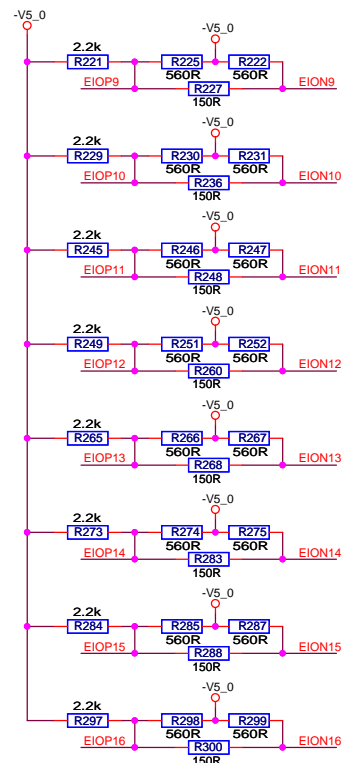 -V5_0
-V5_0
2.2k
R221 R225 R222
560R 560R
EIOP9 R227 EION9
150R
-V5_0
2.2k
R229 R230 R231
560R 560R
EIOP10 R236 EION10
150R
-V5_0
2.2k
R245 R246 R247
560R 560R
EIOP11 R248 EION11
150R
-V5_0
2.2k
R249 R251 R252
560R 560R
EIOP12 R260 EION12
150R
-V5_0
2.2k
R265 R266 R267
560R 560R
EIOP13 R268 EION13
150R
-V5_0
2.2k
R273 R274 R275
560R 560R
EIOP14 R283 EION14
150R
-V5_0
2.2k
R284 R285 R287
560R 560R
EIOP15 R288 EION15
150R
-V5_0
2.2k
R297 R298 R299
560R 560R
EIOP16 R300 EION16
150R